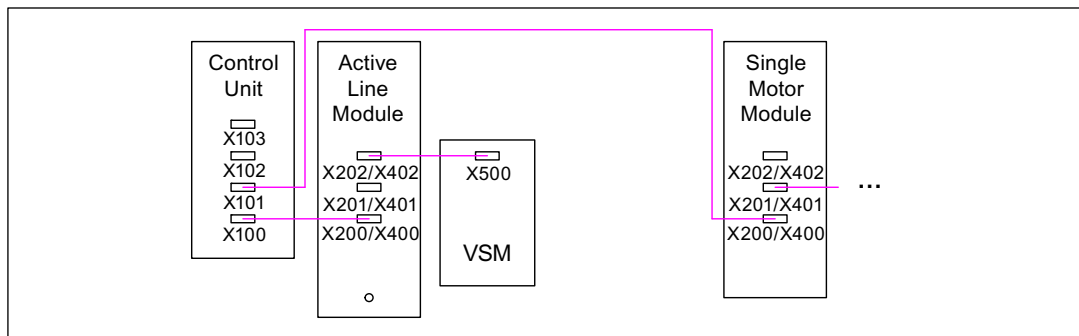 Control
Unit
X103
X102
X101
X100
Active
Line
Module
X202/X402
X201/X401
X200/X400
X500
VSM
Single
Motor
Module
X202/X402
X201/X401
X200/X400
...